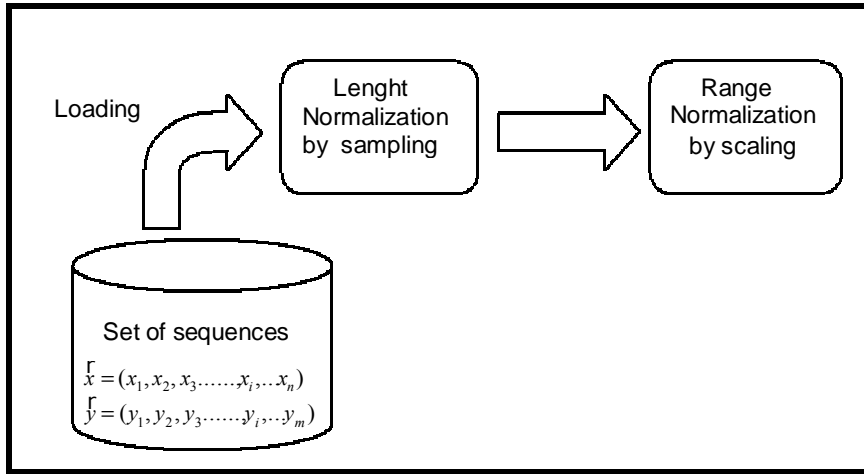 Loading
Lenght
Normalization
by sampling
Range
Normalization
by scaling
Set of sequences
r
x = (x₁, x₂, x₃......,xᵢ,...xₙ)
r
y = (y₁, y₂, y₃......,yᵢ,...yₘ)